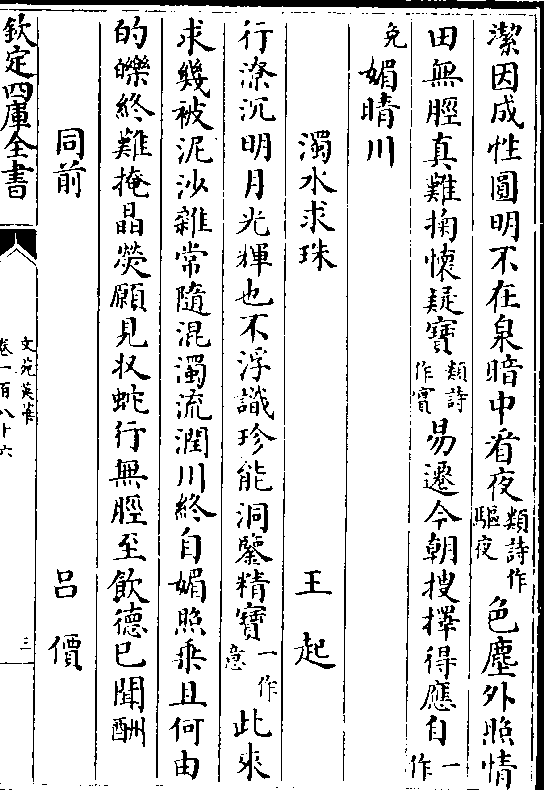 潔因成性圓明不在泉暗中看夜類詩作驅夜色塵外照情
田無脛真難掬懷疑寳類詩作實易遷今朝搜擇得應自一作
免媚晴川
濁水求珠 王起
行潦沉明月光輝也不浮識珍能洞鑒精寳一作意此來
求幾被泥沙雜常隨混濁流潤川終自媚照乗且何由
的皪終難掩晶熒願見収蛇行無脛至飲德已聞酬
同前 吕價
欽定四庫全書
文苑英華
卷一百八十六
三